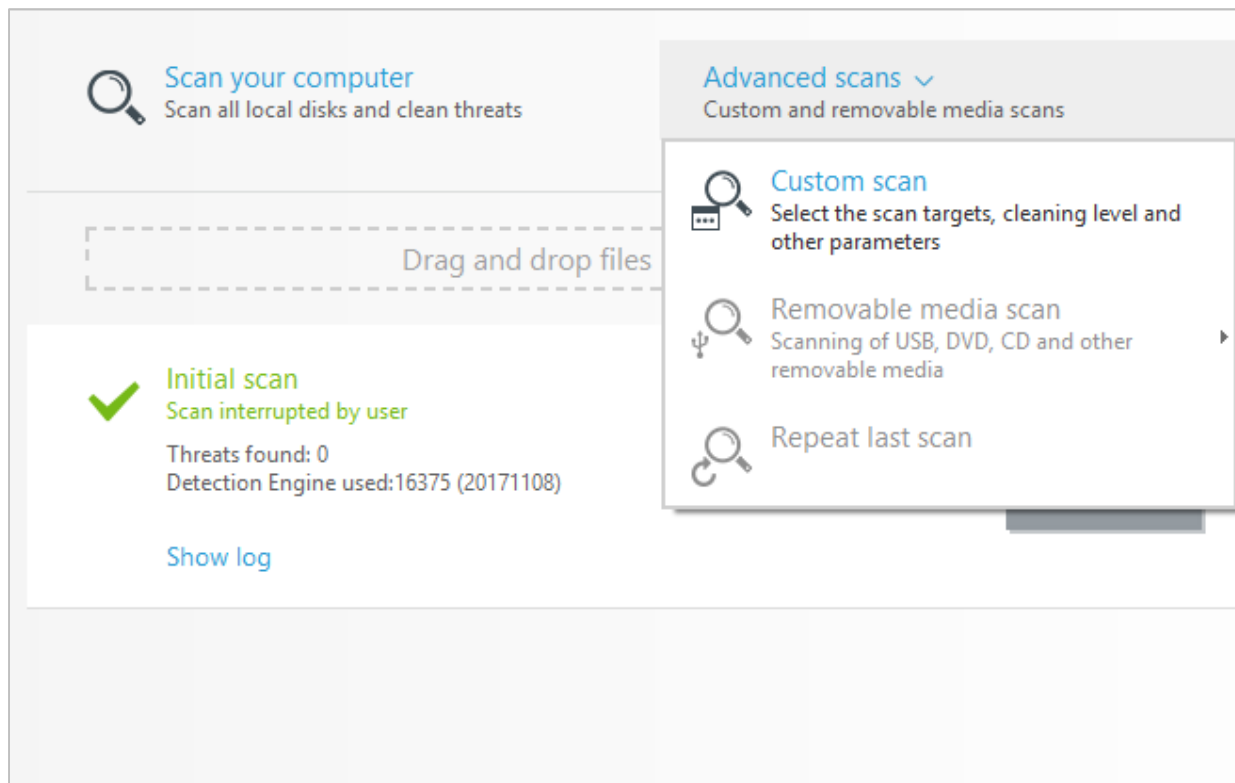 Scan your computer
Scan all local disks and clean threats
Advanced scans
Custom and removable media scans
Custom scan
Select the scan targets, cleaning level and
other parameters
Drag and drop files
Removable media scan
Scanning of USB, DVD, CD and other
removable media
Repeat last scan
Initial scan
Scan interrupted by user
Threats found: 0
Detection Engine used:16375 (20171108)
Show log